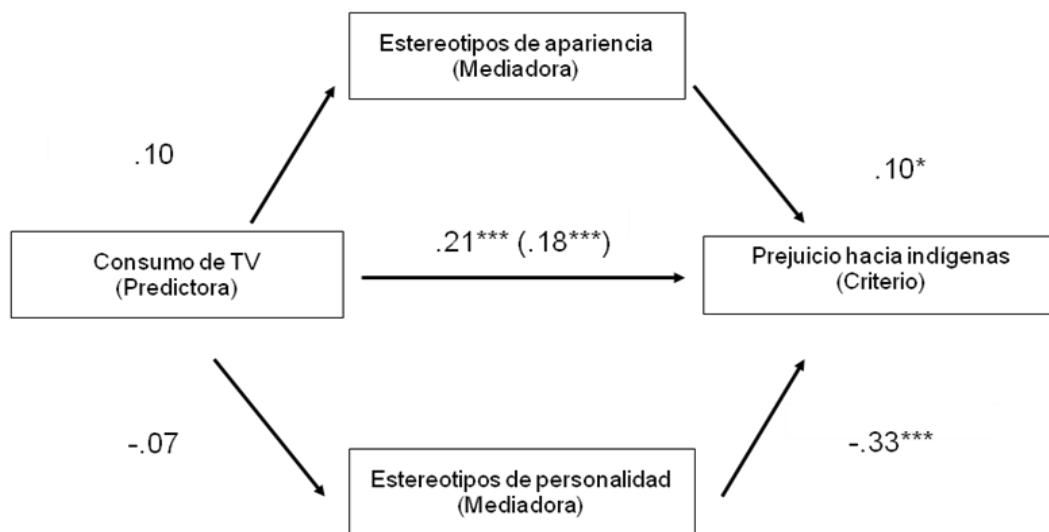 Estereotipos de apariencia
(Mediadora)
.10
.10*
.21*** (.18***)
Consumo de TV
(Predictora)
Prejuicio hacia indígenas
(Criterio)
-.07
-.33***
Estereotipos de personalidad
(Mediadora)